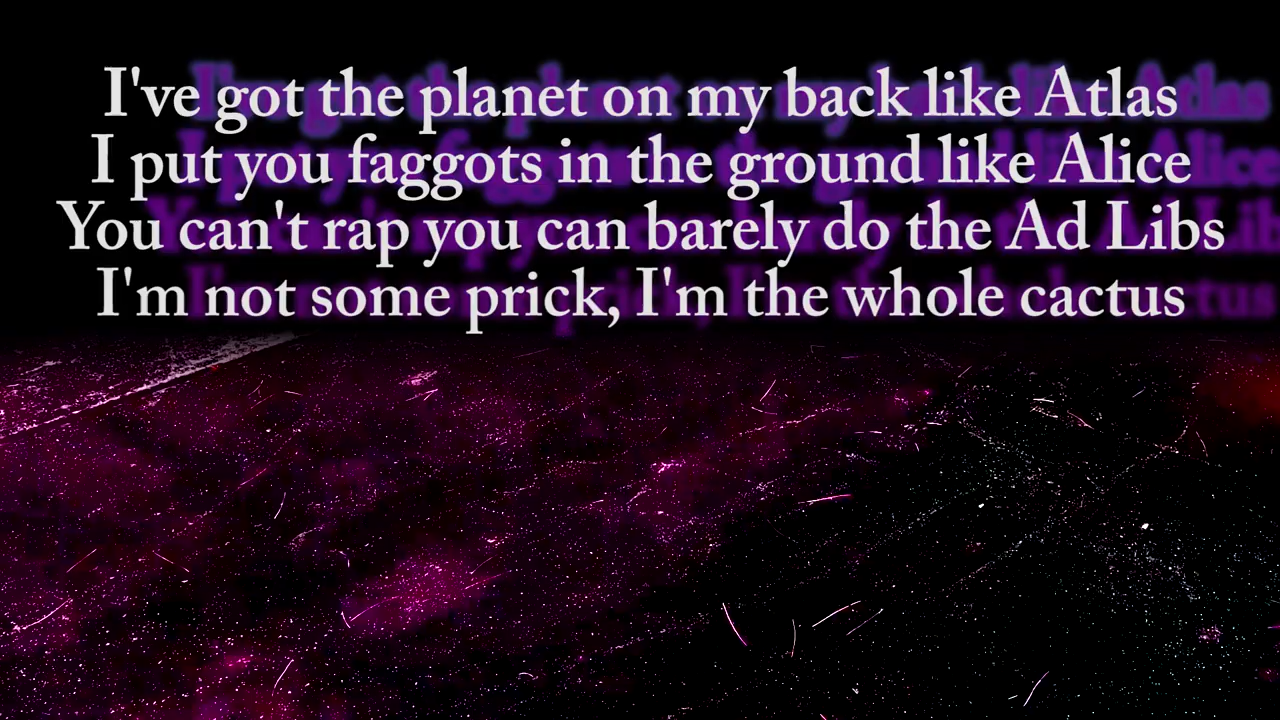 I've got the planet on my back like Atlas
I put you faggots in the ground like Alice
You can't rap you can barely do the Ad Libs
I'm not some prick, I'm the whole cactus